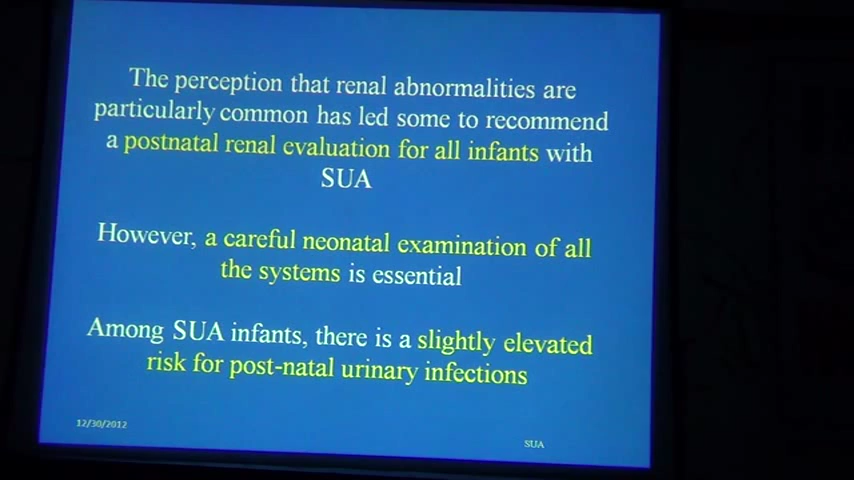 The perception that renal abnormalities are
particularly common has led some to recommend
a postnatal renal evaluation for all infants with
SUA
However, a careful neonatal examination of all
the systems is essential
Among SUA infants, there is a slightly elevated
risk for post-natal urinary infections
12/30/2012
SUA